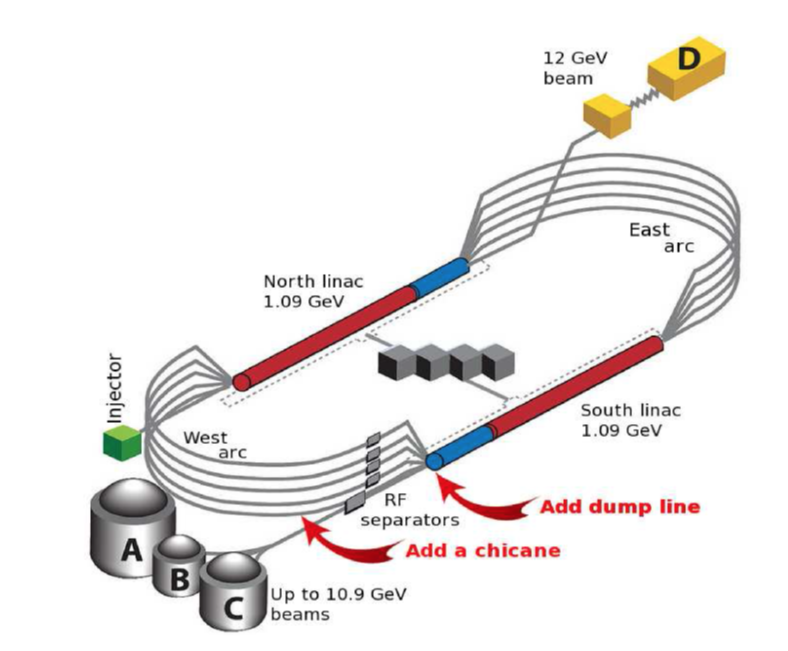 12 GeV
beam
D
East
arc
North linac
1.09 GeV
Injector
South linac
1.09 GeV
West
arc
RF
separators
Add dump line
Add a chicane
A
B
C
Up to 10.9 GeV
beams